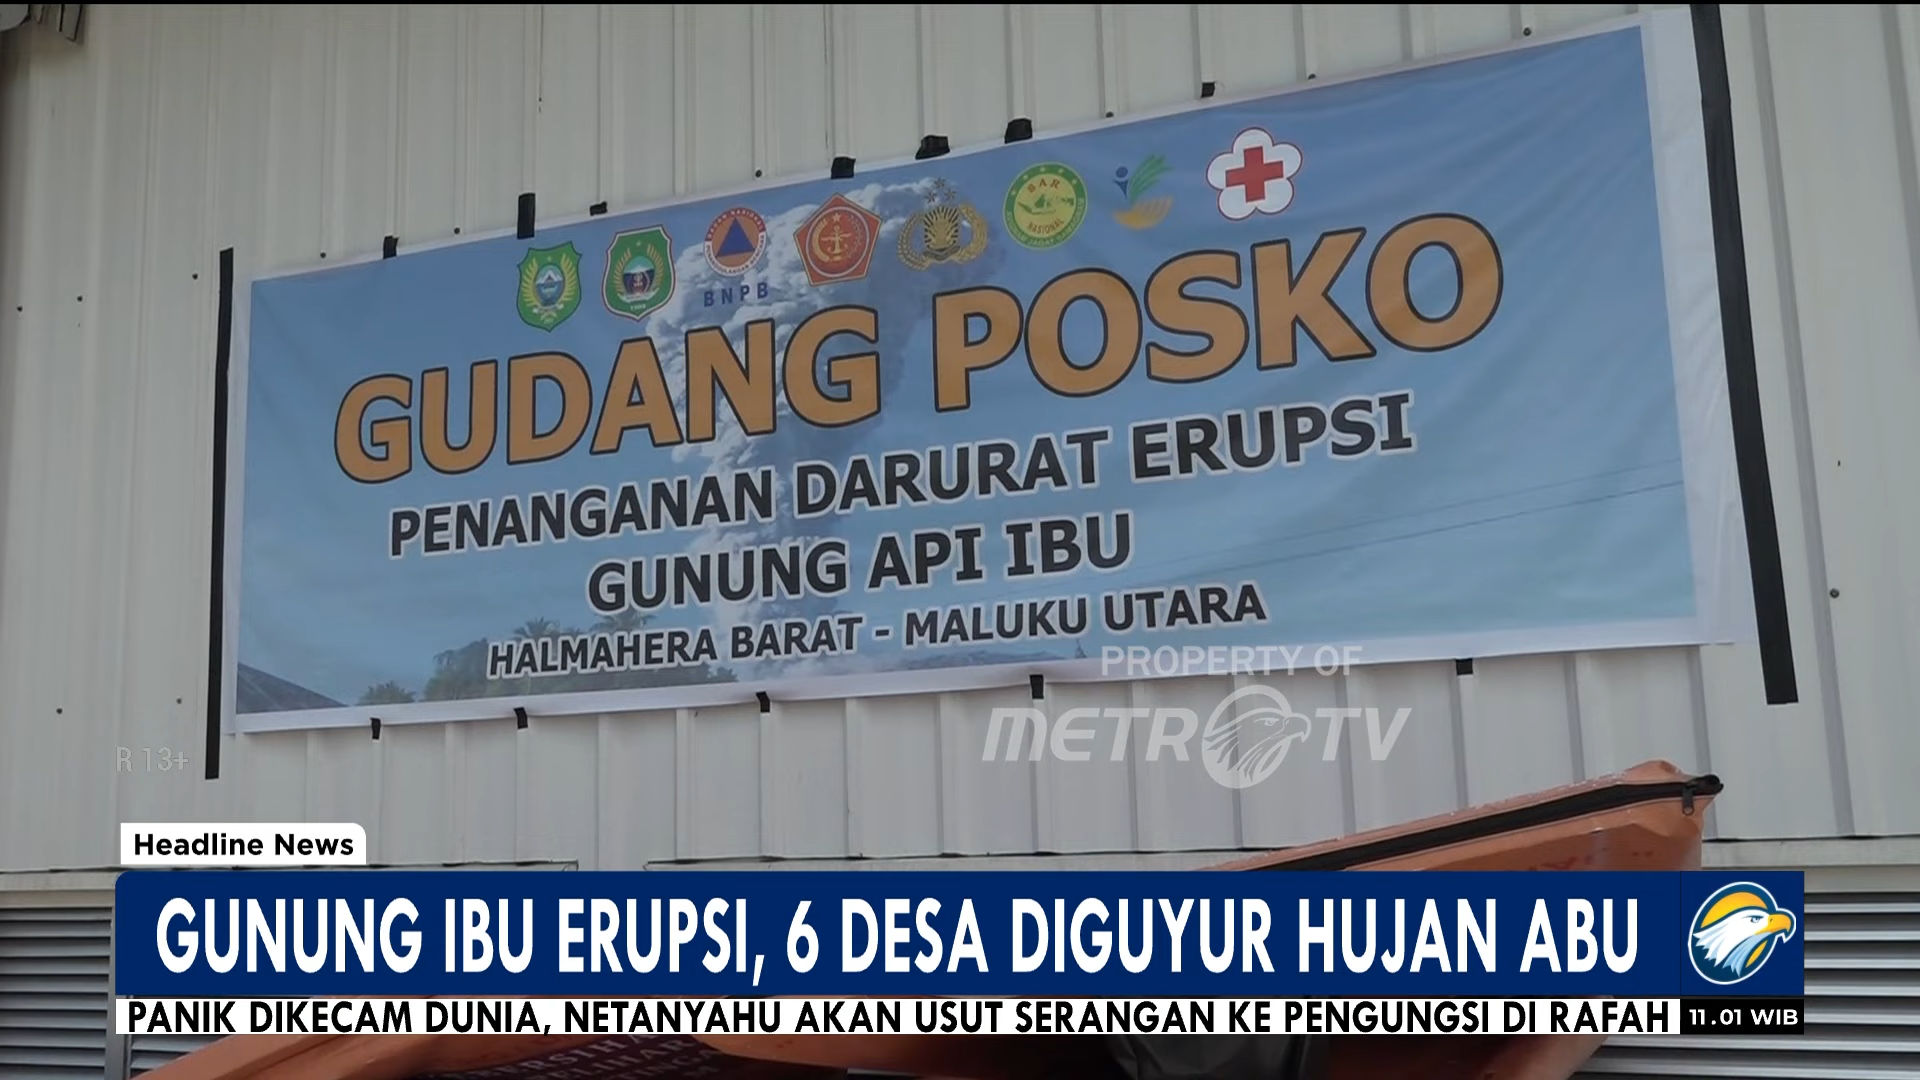 BNPB
SAR
NASIONAL
GUDANG POSKO
PENANGANAN DARURAT ERUPSI
GUNUNG API IBU
HALMAHERA BARAT - MALUKU UTARA
PROPERTY OF
METRO TV
R 13+
Headline News
GUNUNG IBU ERUPSI, 6 DESA DIGUYUR HUJAN ABU
PANIK DIKECAM DUNIA, NETANYAHU AKAN USUT SERANGAN KE PENGUNGSI DI RAFAH
11.01 WIB